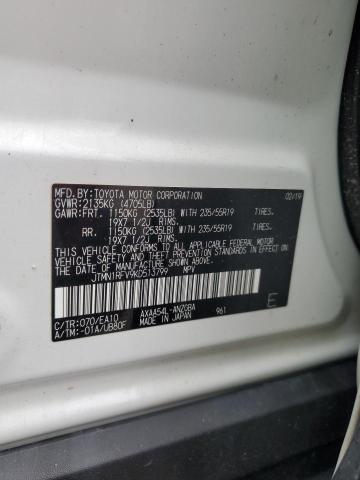 MFD.BY:TOYOTA MOTOR CORPORATION 02/19
GVWR:2135KG (4705LB)
GAWR:FRT. 1150KG (2535LB) WITH 235/55R19 TIRES.
19X7 1/2J RIMS.
RR. 1150KG (2535LB) WITH 235/55R19 TIRES.
19X7 1/2J RIMS.
THIS VEHICLE CONFORMS TO ALL APPLICABLE FEDERAL MOTOR
VEHICLE SAFETY, BUMPER, AND THEFT PREVENTION STANDARDS
IN EFFECT ON THE DATE OF MANUFACTURE SHOWN ABOVE.
JTMN1RFV9KD513799 MPV
C/TR:070/EA10 AXAA54L-ANZGBA
A/TM:-01A/UB80F MADE IN JAPAN 961 E